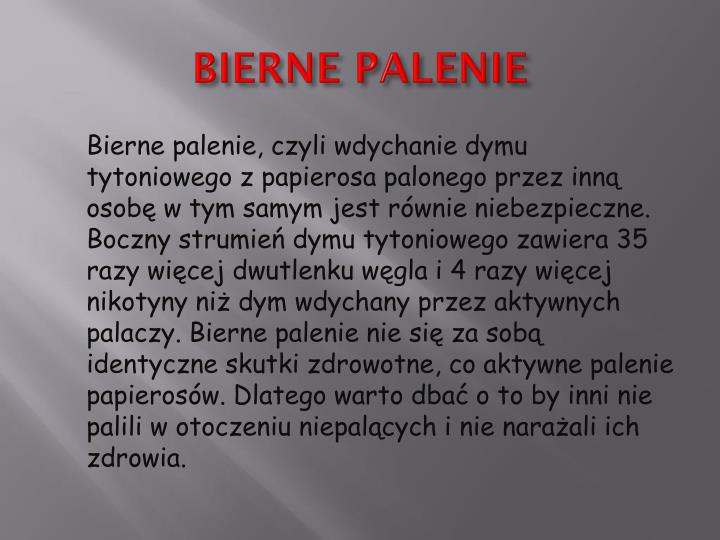 BIERNE PALENIE
Bierne palenie, czyli wdychanie dymu
tytoniowego z papierosa palonego przez inną
osobę w tym samym jest równie niebezpieczne.
Boczny strumień dymu tytoniowego zawiera 35
razy więcej dwutlenku węgla i 4 razy więcej
nikotyny niż dym wdychany przez aktywnych
palaczy. Bierne palenie nie się za sobą
identyczne skutki zdrowotne, co aktywne palenie
papierosów. Dlatego warto dbać o to by inni nie
palili w otoczeniu niepalących i nie narażali ich
zdrowia.